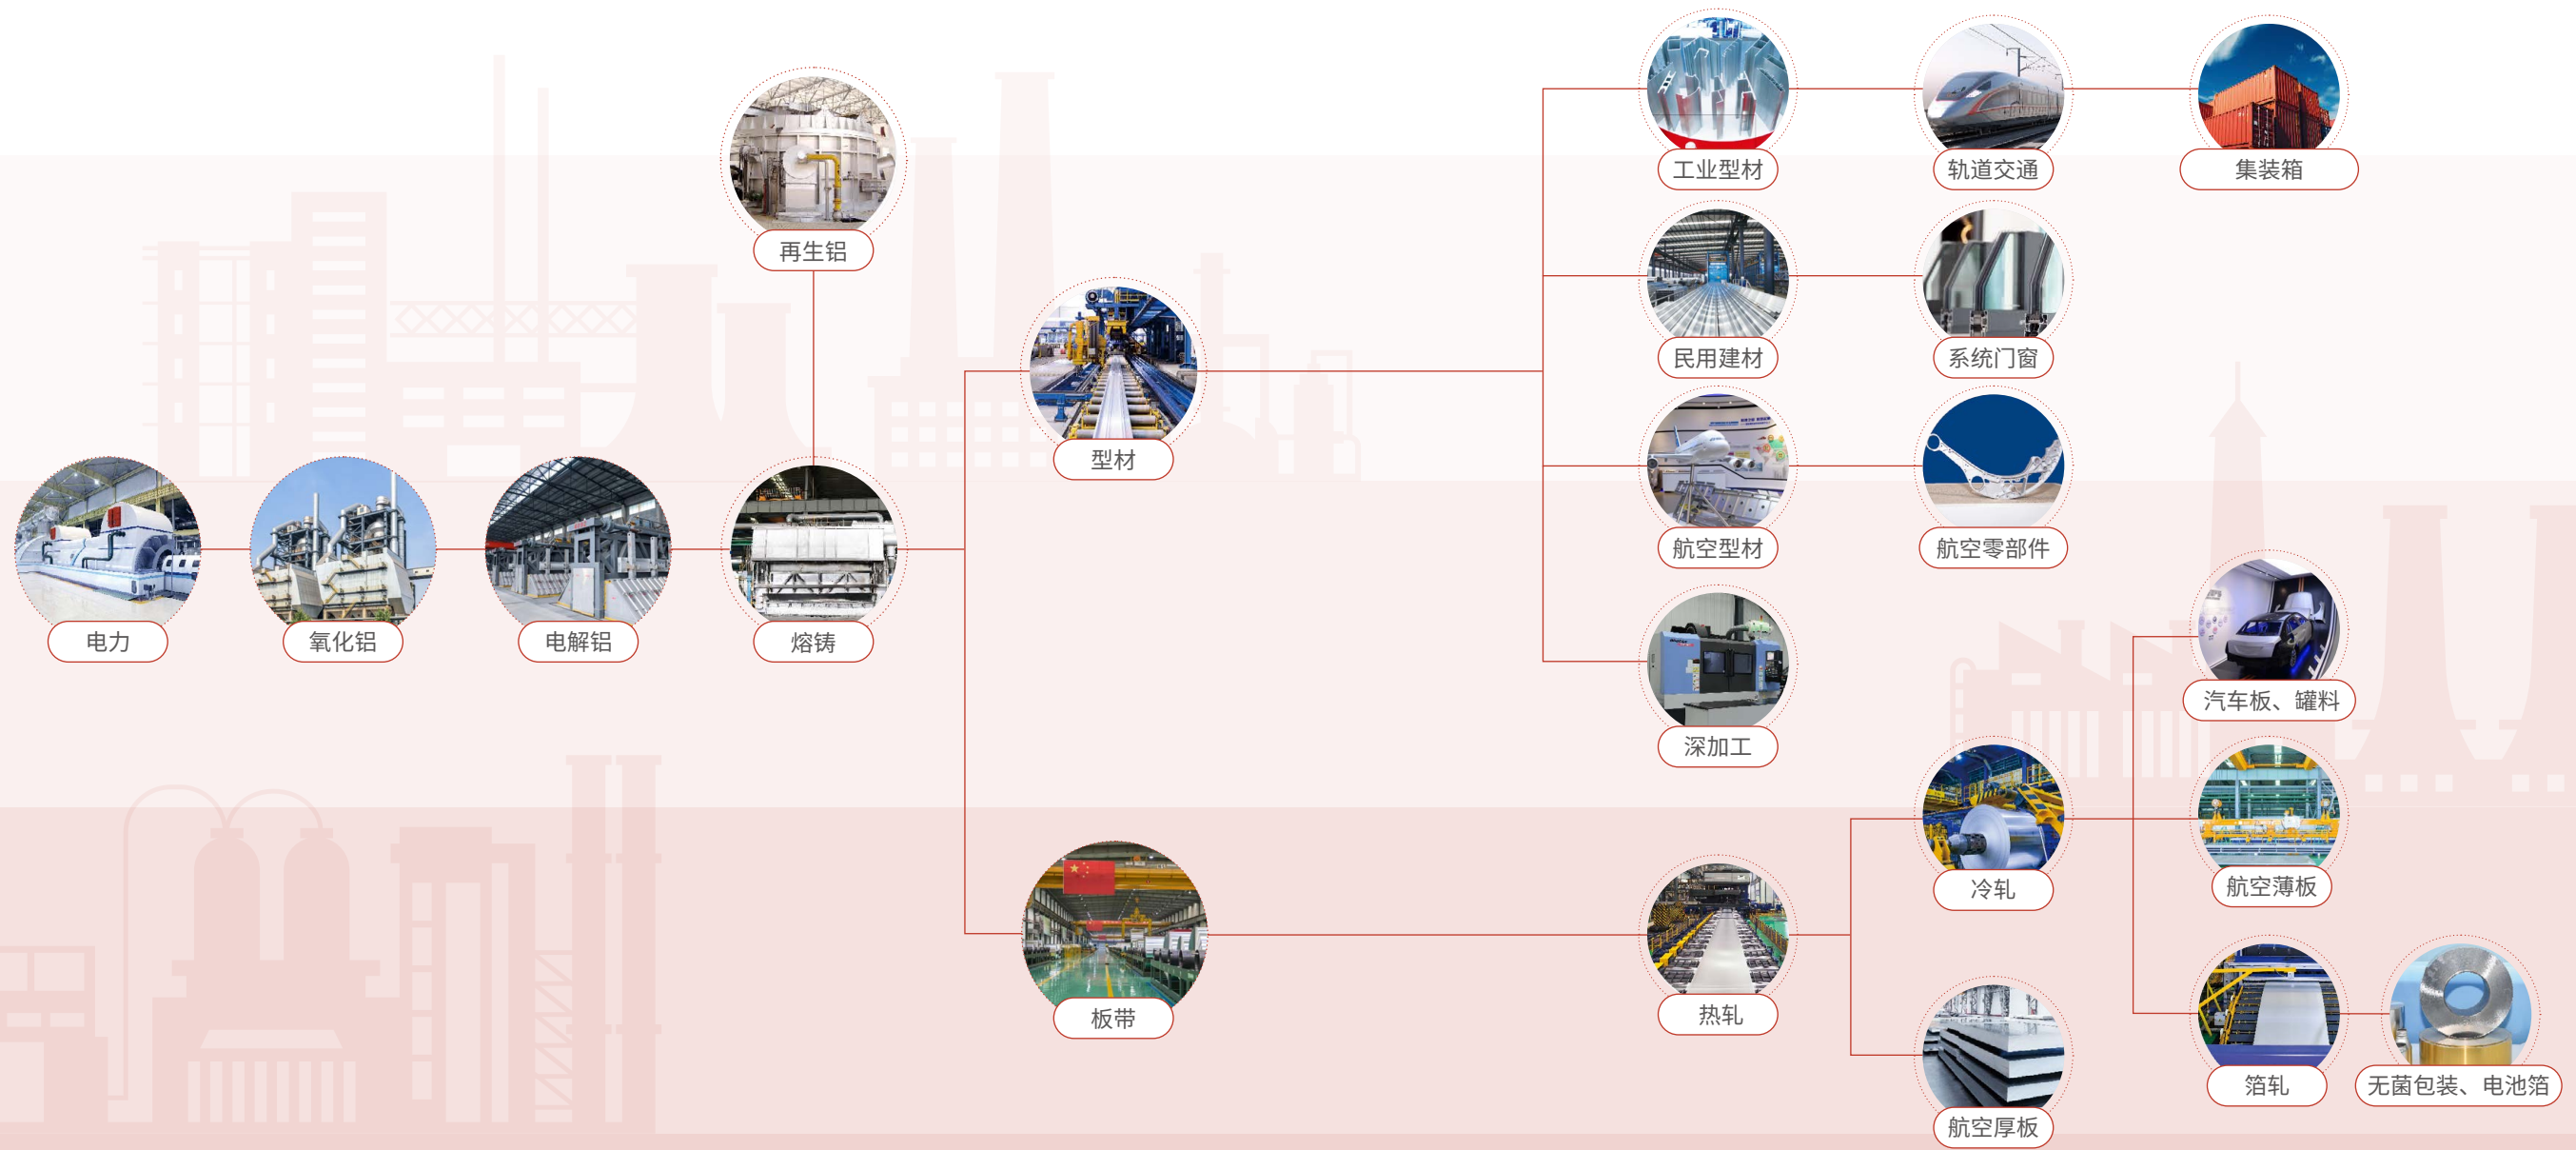 工业型材
轨道交通
集装箱
再生铝
民用建材
系统门窗
型材
航空型材
航空零部件
电力
氧化铝
电解铝
熔铸
汽车板、罐料
深加工
冷轧
航空薄板
板带
热轧
箔轧
无菌包装、电池箔
航空厚板